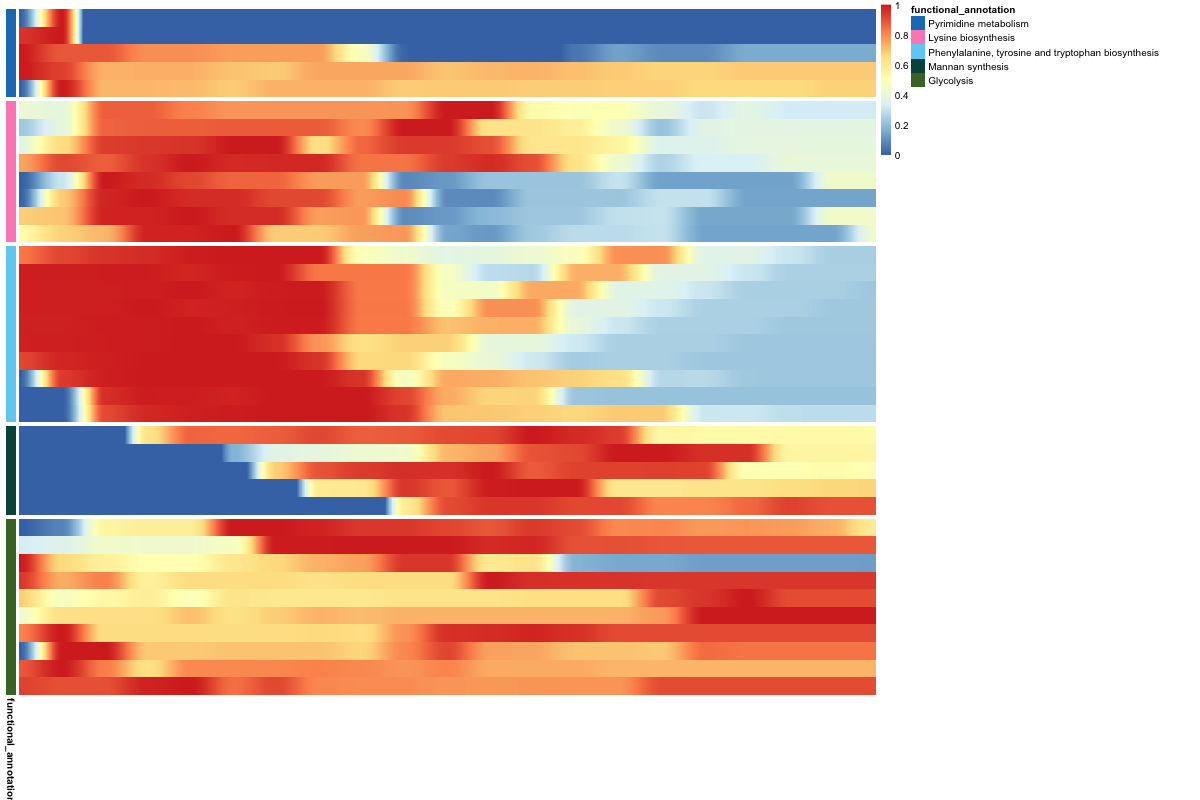 1
0.8
0.6
0.4
0.2
0
functional_annotation
Pyrimidine metabolism
Lysine biosynthesis
Phenylalanine, tyrosine and tryptophan biosynthesis
Mannan synthesis
Glycolysis
functional_annotation